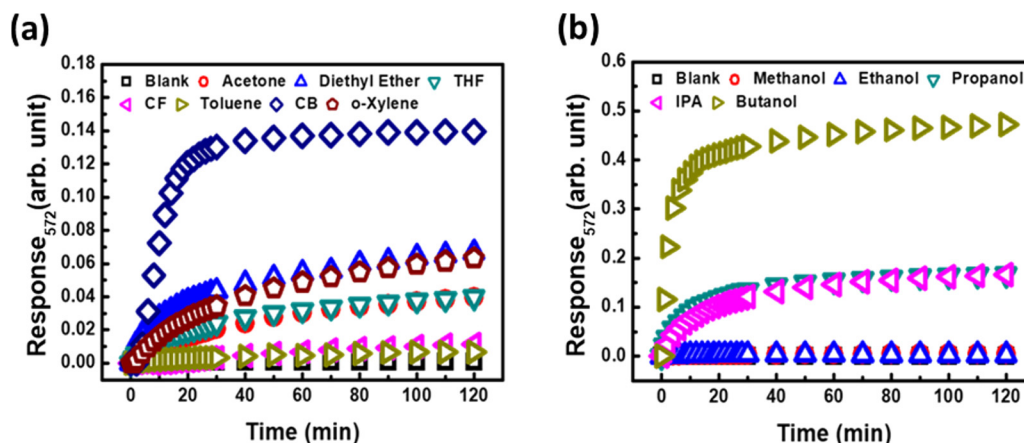 (a)
0.18
0.16
0.14
0.12
0.10
0.08
0.06
0.04
0.02
0.00
Response572(arb. unit)
Blank Acetone Diethyl Ether THF
CF Toluene CB o-Xylene
0 20 40 60 80 100 120
Time (min)
(b)
0.6
0.5
0.4
0.3
0.2
0.1
0.0
Response572(arb. unit)
Blank Methanol Ethanol Propanol
IPA Butanol
0 20 40 60 80 100 120
Time (min)